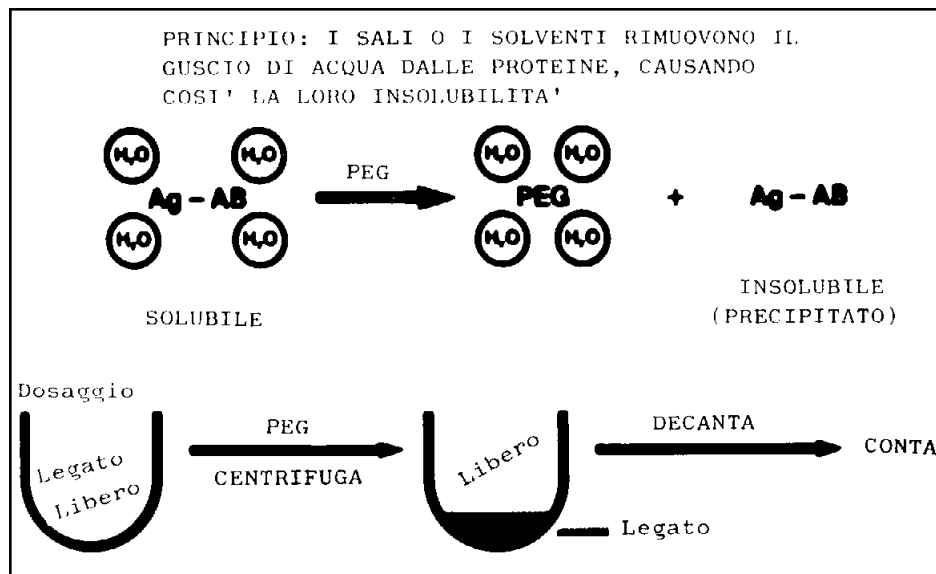 PRINCIPIO: I SALI O I SOLVENTI RIMUOVONO IL
GUSCIO DI ACQUA DALLE PROTEINE, CAUSANDO
COSI' LA LORO INSOLUBILITA'
H₂O H₂O
Ag – AB
H₂O H₂O
PEG
H₂O H₂O
PEG
H₂O H₂O
+
Ag – AB
SOLUBILE
INSOLUBILE
(PRECIPITATO)
Dosaggio
Legato
Libero
PEG
CENTRIFUGA
Libero
Legato
DECANTA
CONTA